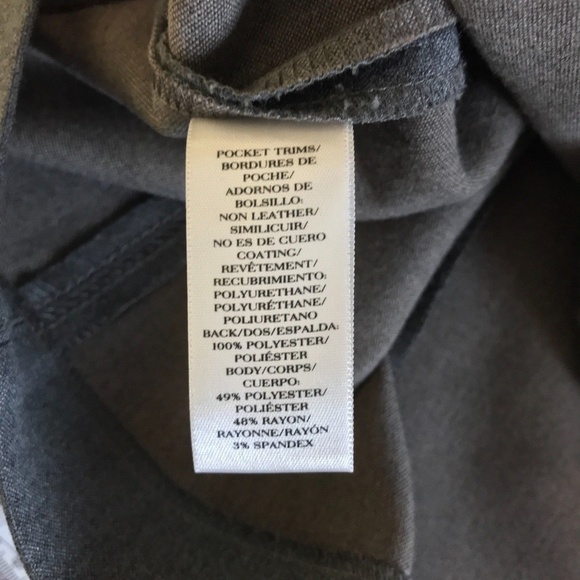 POCKET TRIMS/
BORDURES DE
POCHE/
ADORNOS DE
BOLSILLO:
NON LEATHER/
SIMILICUIR/
NO ES DE CUERO
COATING/
REVÊTEMENT/
RECUBRIMIENTO:
POLYURETHANE/
POLYURÉTHANE/
POLIURETANO
BACK/DOS/ESPALDA:
100% POLYESTER/
POLIÉSTER
BODY/CORPS/
CUERPO:
49% POLYESTER/
POLIÉSTER
48% RAYON/
RAYONNE/RAYÓN
3% SPANDEX